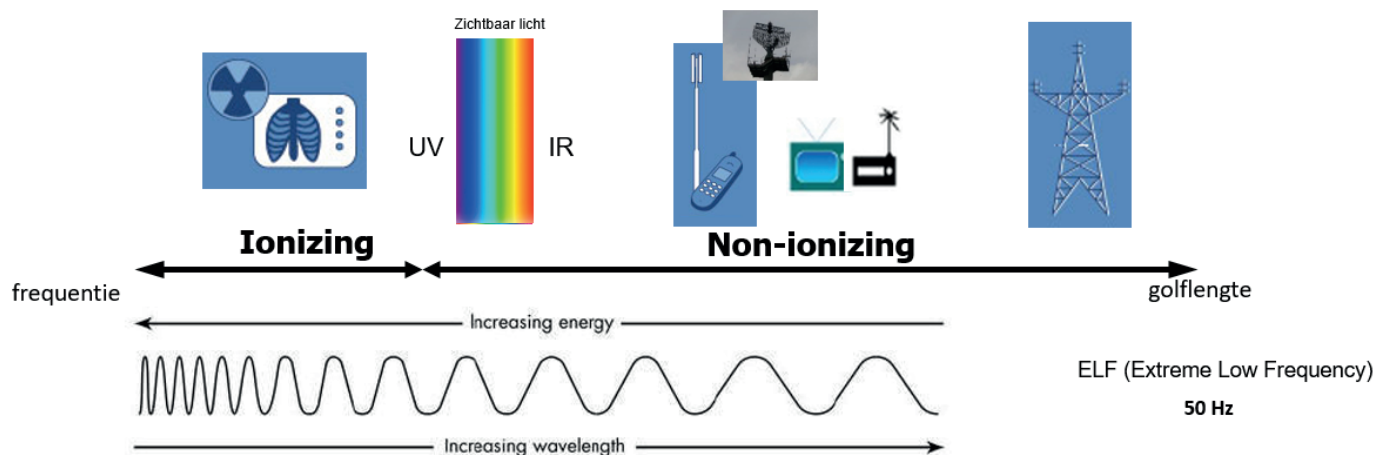 Zichtbaar licht
UV
IR
Ionizing
Non-ionizing
frequentie
golflengte
Increasing energy
ELF (Extreme Low Frequency)
50 Hz
Increasing wavelength